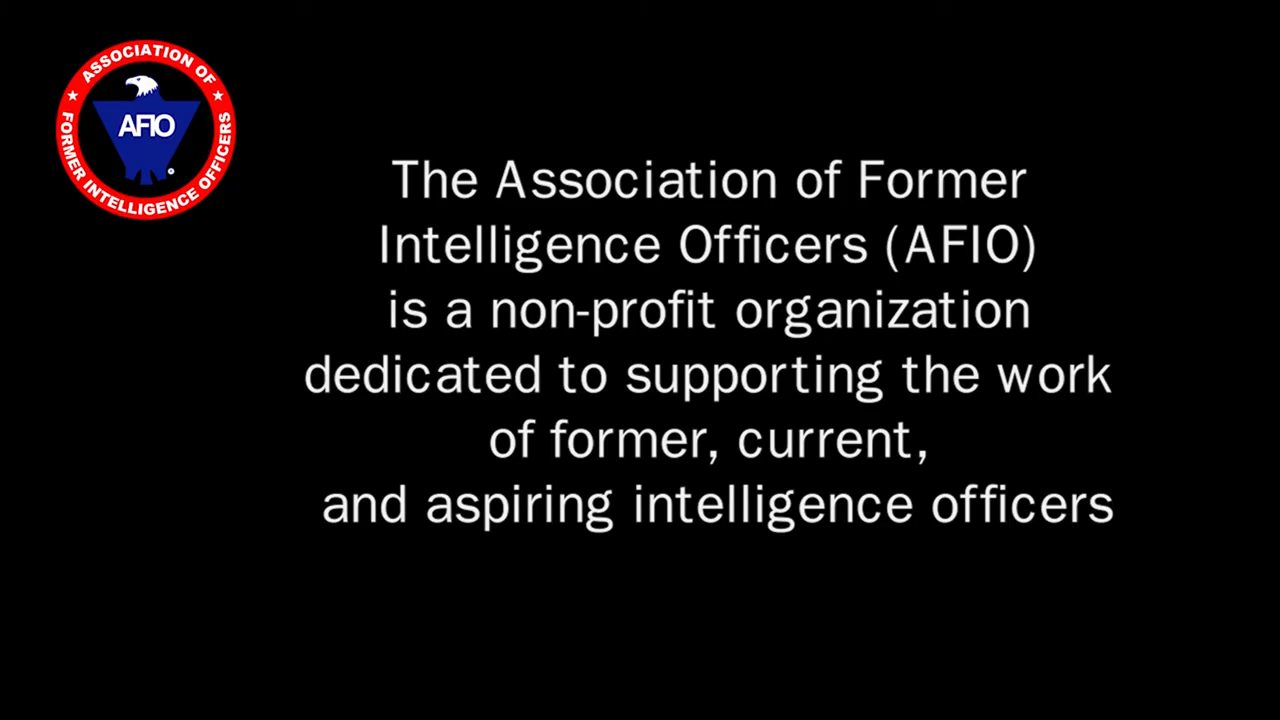 ASSOCIATION OF
FORMER INTELLIGENCE OFFICERS
AFIO
The Association of Former
Intelligence Officers (AFIO)
is a non-profit organization
dedicated to supporting the work
of former, current,
and aspiring intelligence officers